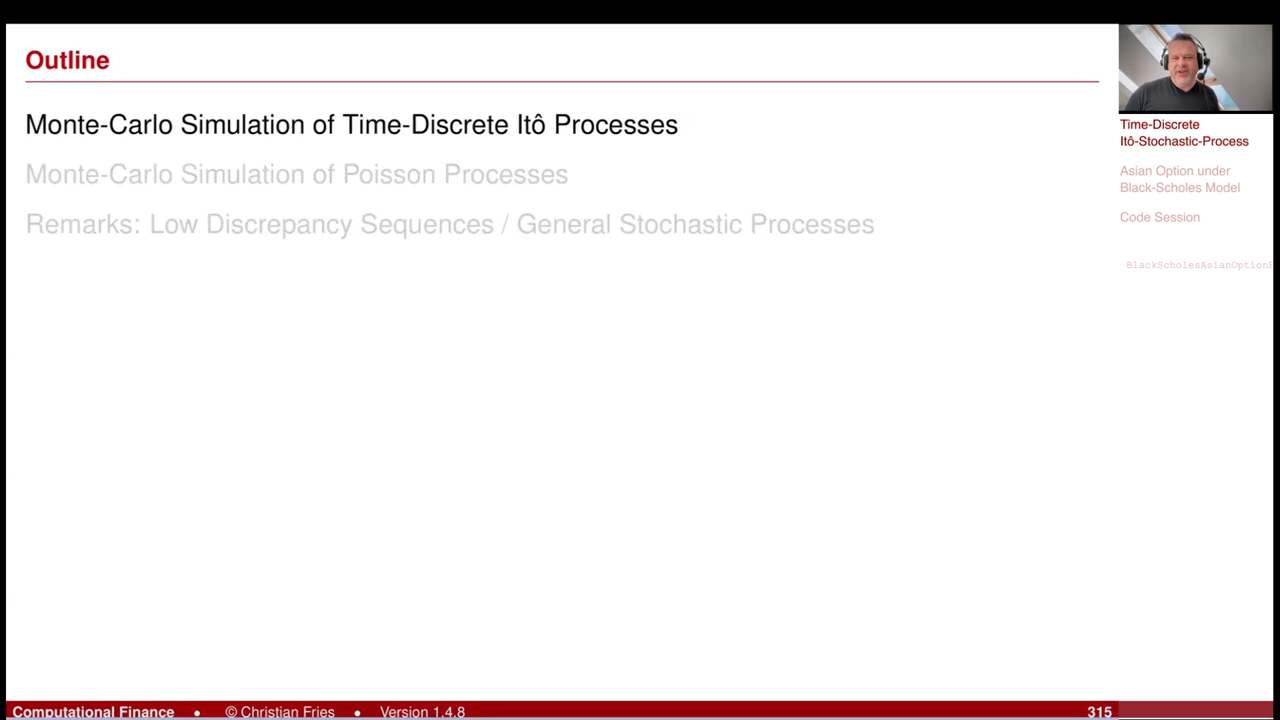 Outline
Monte-Carlo Simulation of Time-Discrete Itô Processes
Monte-Carlo Simulation of Poisson Processes
Remarks: Low Discrepancy Sequences / General Stochastic Processes
Time-Discrete
Itô-Stochastic-Process
Asian Option under
Black-Scholes Model
Code Session
BlackScholesAsianOptionE
Computational Finance • © Christian Fries • Version 1.4.8 315